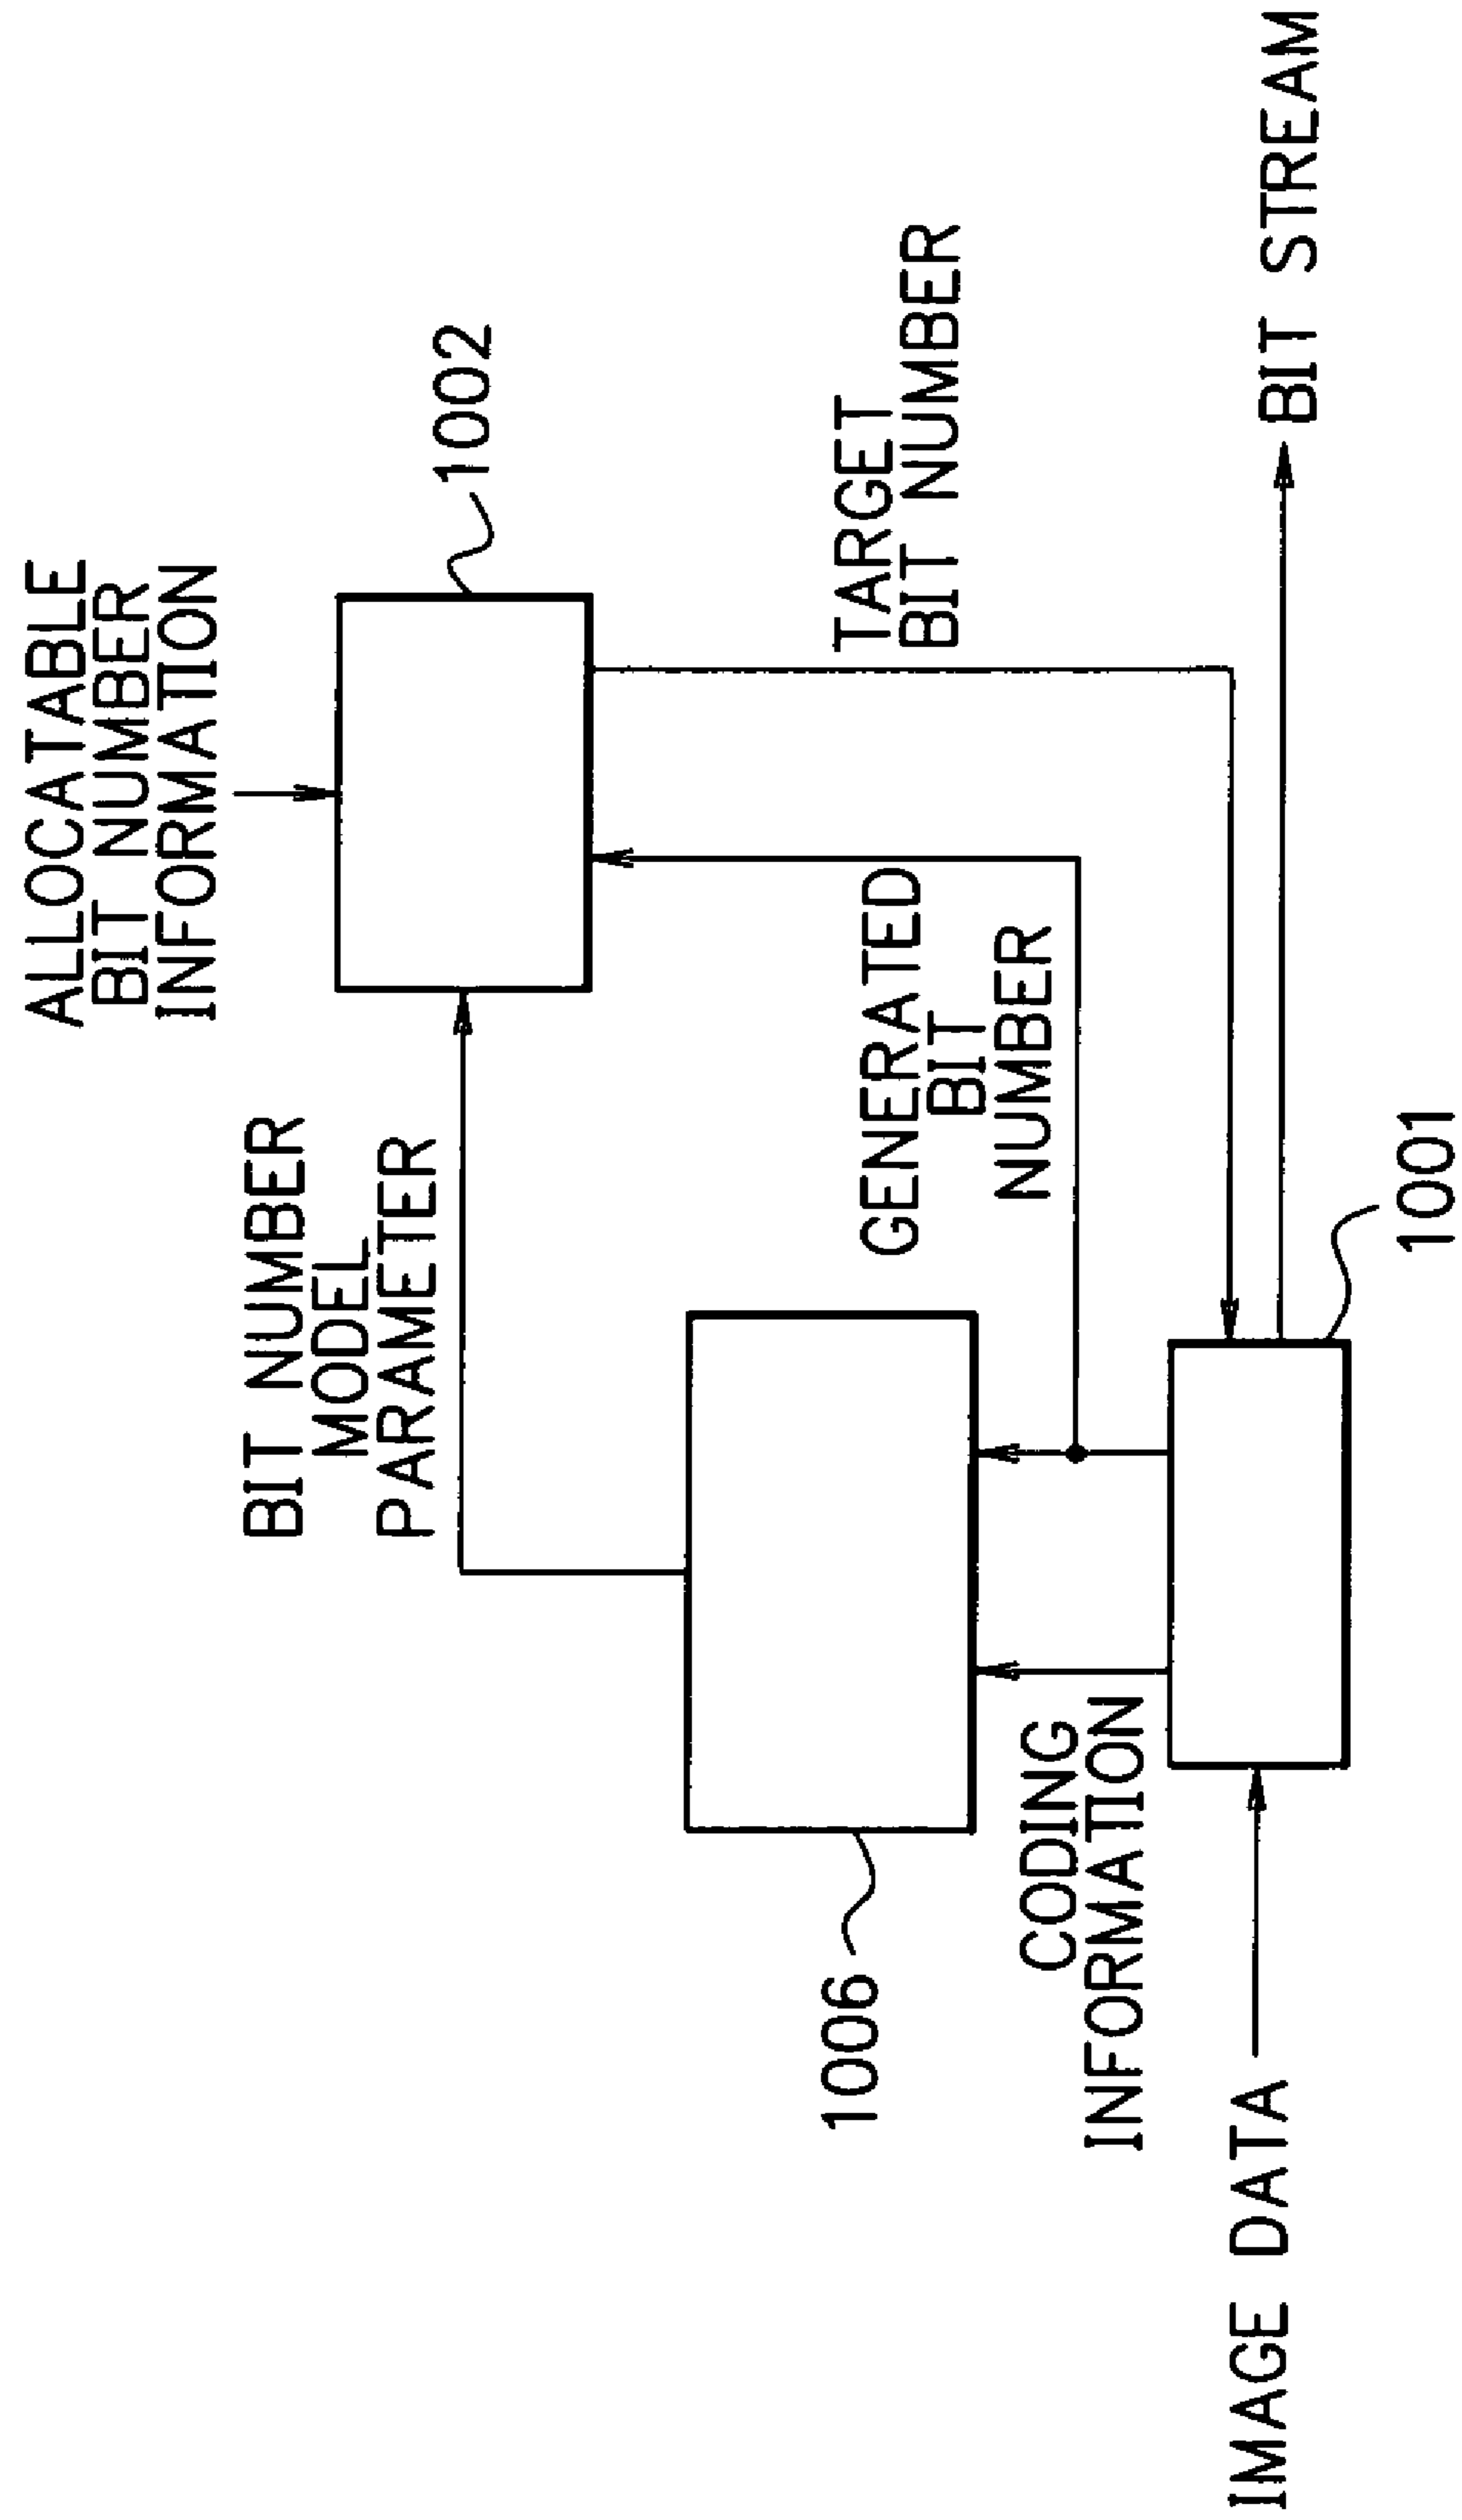 ALLOCATABLE
BIT NUMBER
INFORMATION
BIT NUMBER
MODEL
PARAMETER
1002
1006
GENERATED
BIT
NUMBER
TARGET
BIT NUMBER
CODING
INFORMATION
IMAGE DATA
BIT STREAM
1001